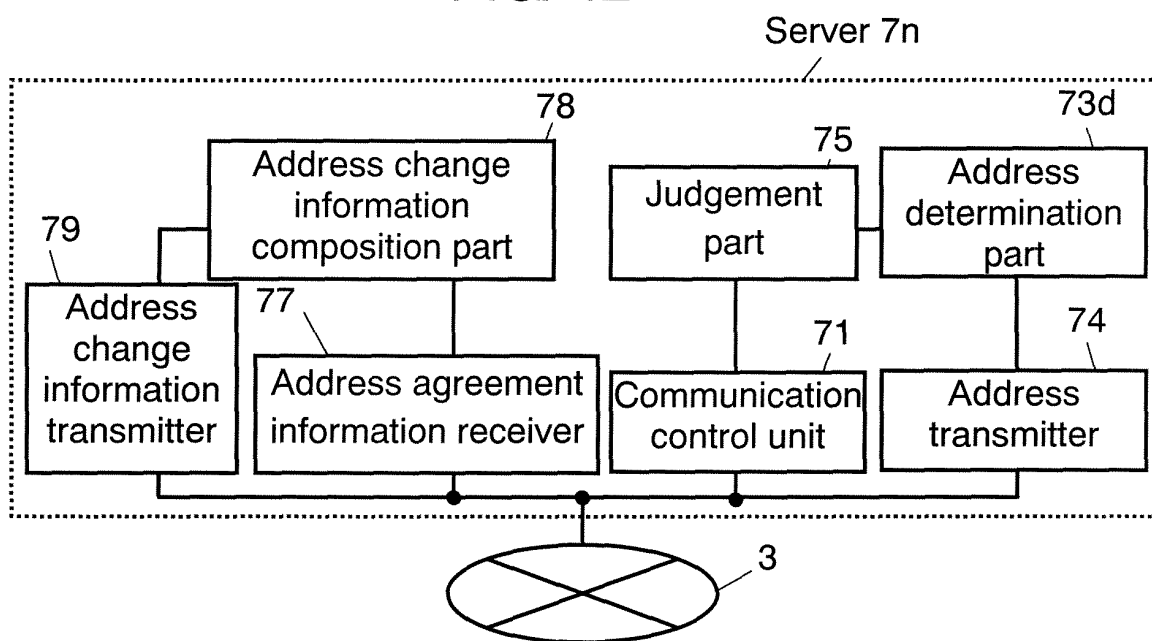 Server 7n
78
Address change
information
composition part
75
Judgement
part
73d
Address
determination
part
79
Address
change
information
transmitter
77
Address agreement
information receiver
71
Communication
control unit
74
Address
transmitter
3